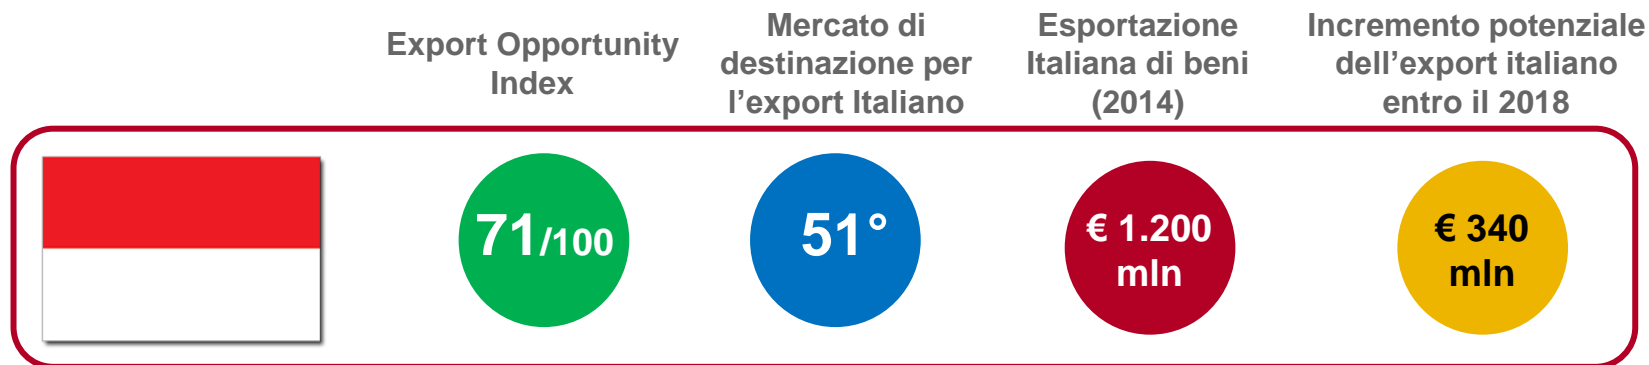 Export Opportunity
Index
Mercato di
destinazione per
l’export Italiano
Esportazione
Italiana di beni
(2014)
Incremento potenziale
dell’export italiano
entro il 2018
71/100
51°
€ 1.200
mln
€ 340
mln